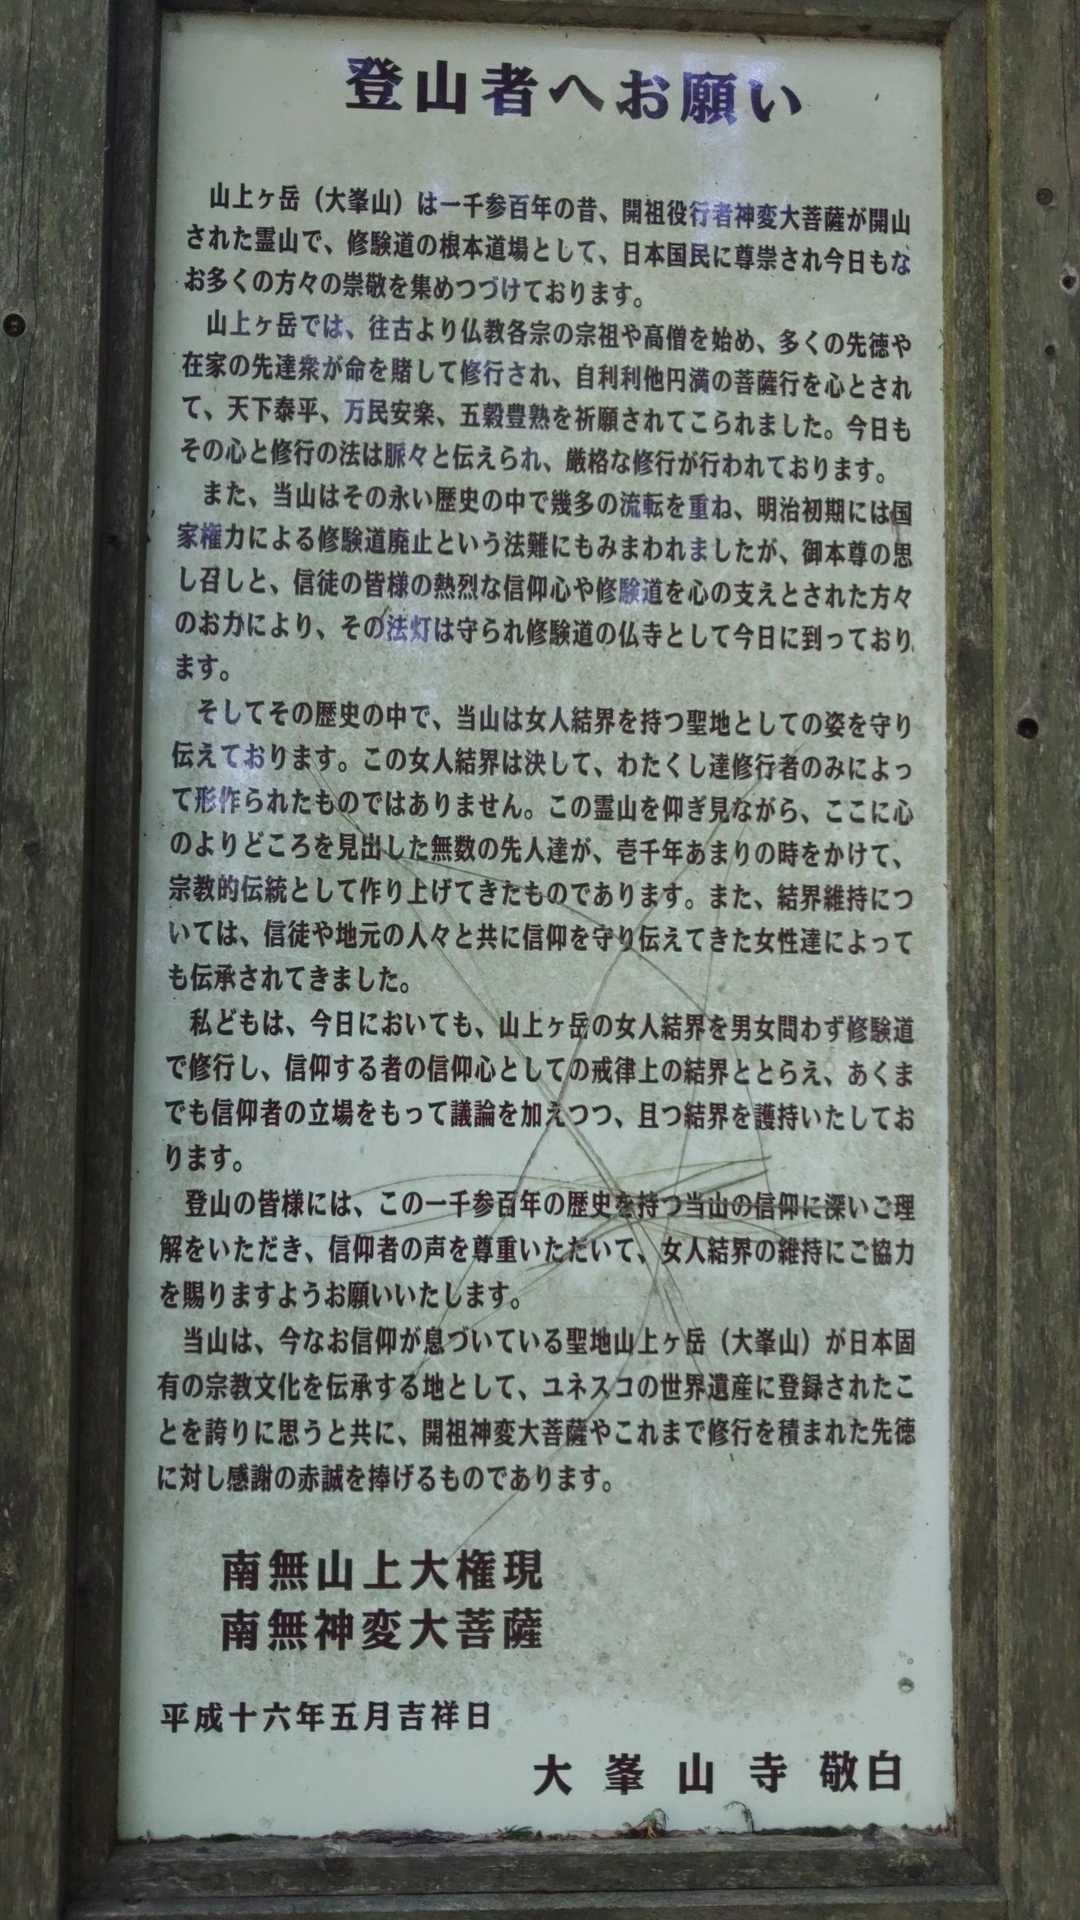 登山者へお願い
山上ヶ岳（大峯山）は一千参百年の昔、開祖役行者神変大菩薩が開山
された霊山で、修験道の根本道場として、日本国民に尊崇され今日もな
お多くの方々の崇敬を集めつづけております。
山上ヶ岳では、往古より仏教各宗の宗祖や高僧を始め、多くの先徳や
在家の先達衆が命を賭して修行され、自利利他円満の菩薩行を心とされ
て、天下泰平、万民安楽、五穀豊熟を祈願されてこられました。今日も
その心と修行の法は脈々と伝えられ、厳格な修行が行われております。
また、当山はその永い歴史の中で幾多の流転を重ね、明治初期には国
家権力による修験道廃止という法難にもみまわれましたが、御本尊の思
し召しと、信徒の皆様の熱烈な信仰心や修験道を心の支えとされた方々
のお力により、その法灯は守られ修験道の仏寺として今日に到っており
ます。
そしてその歴史の中で、当山は女人結界を持つ聖地としての姿を守り
伝えております。この女人結界は決して、わたくし達修行者のみによっ
て形作られたものではありません。この霊山を仰ぎ見ながら、ここに心
のよりどころを見出した無数の先人達が、壱千年あまりの時をかけて、
宗教的伝統として作り上げてきたものであります。また、結界維持につ
いては、信徒や地元の人々と共に信仰を守り伝えてきた女性達によって
も伝承されてきました。
私どもは、今日においても、山上ヶ岳の女人結界を男女問わず修験道
で修行し、信仰する者の信仰心としての戒律上の結界ととらえ、あくま
でも信仰者の立場をもって議論を加えつつ、且つ結界を護持いたしてお
ります。
登山の皆様には、この一千参百年の歴史を持つ当山の信仰に深いご理
解をいただき、信仰者の声を尊重いただいて、女人結界の維持にご協力
を賜りますようお願いいたします。
当山は、今なお信仰が息づいている聖地山上ヶ岳（大峯山）が日本固
有の宗教文化を伝承する地として、ユネスコの世界遺産に登録されたこ
とを誇りに思うと共に、開祖神変大菩薩やこれまで修行を積まれた先徳
に対し感謝の赤誠を捧げるものであります。
南無山上大権現
南無神変大菩薩
平成十六年五月吉祥日
大峯山寺 敬白